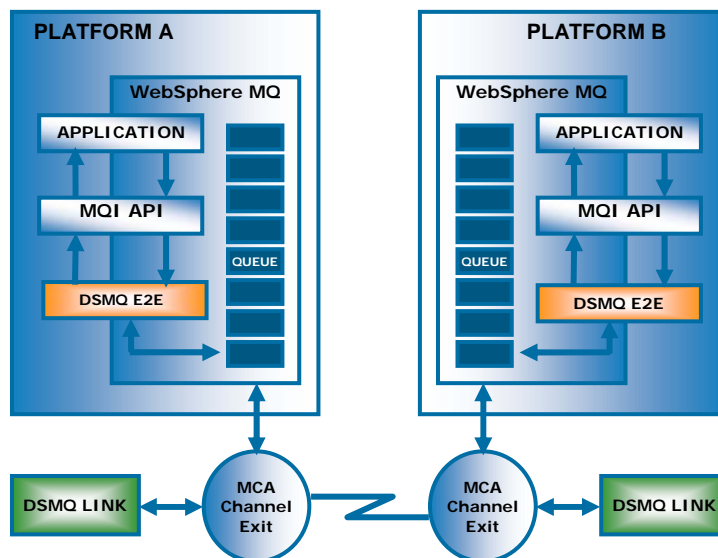 PLATFORM A
WebSphere MQ
APPLICATION
MQI API
QUEUE
DSMQ E2E
PLATFORM B
WebSphere MQ
APPLICATION
MQI API
QUEUE
DSMQ E2E
DSMQ LINK
MCA
Channel
Exit
MCA
Channel
Exit
DSMQ LINK